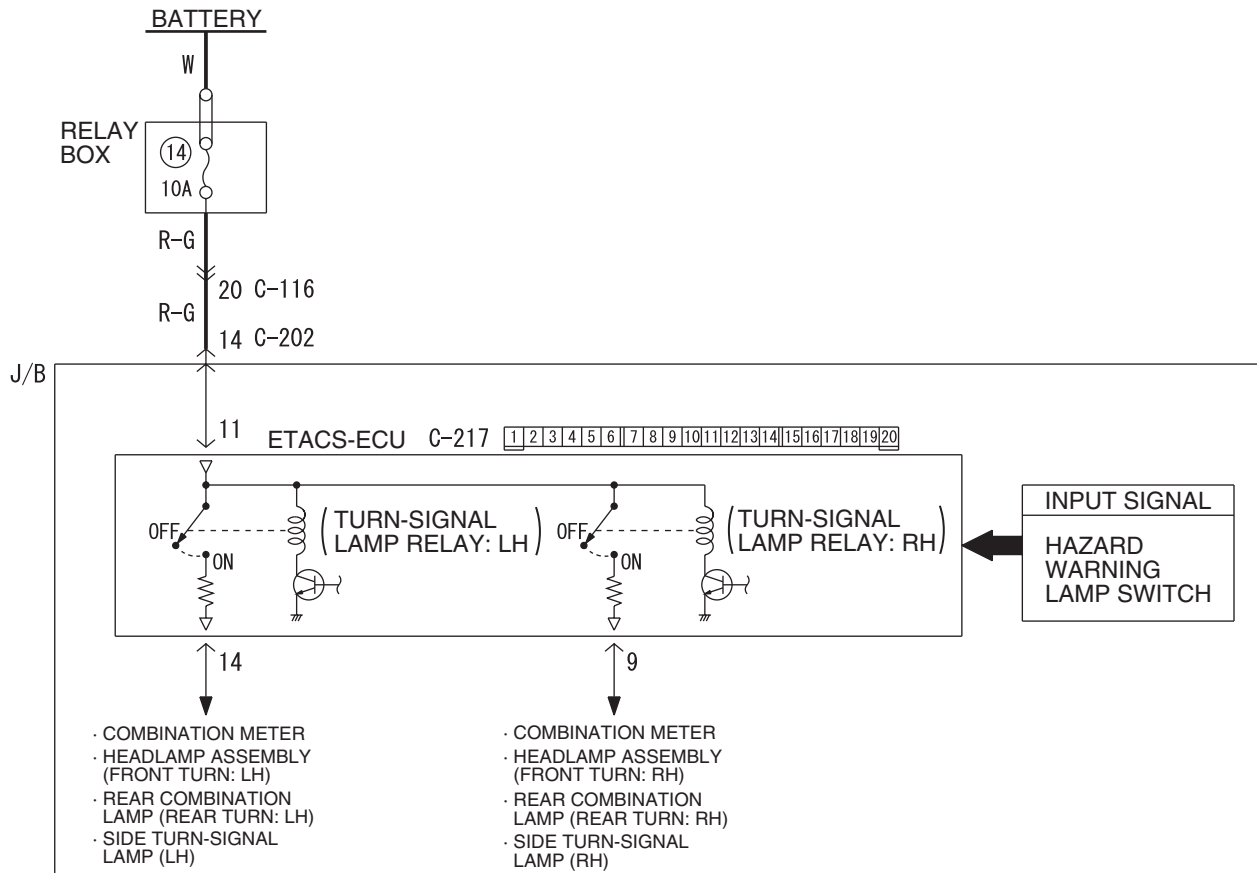 BATTERY
W
RELAY
BOX
14
10A
R-G
20 C-116
R-G
14 C-202
J/B
11
ETACS-ECU C-217 1 2 3 4 5 6 7 8 9 10 11 12 13 14 15 16 17 18 19 20
OFF
ON
(TURN-SIGNAL
LAMP RELAY: LH)
OFF
ON
(TURN-SIGNAL
LAMP RELAY: RH)
INPUT SIGNAL
HAZARD
WARNING
LAMP SWITCH
14
9
· COMBINATION METER
· HEADLAMP ASSEMBLY
(FRONT TURN: LH)
· REAR COMBINATION
LAMP (REAR TURN: LH)
· SIDE TURN-SIGNAL
LAMP (LH)
· COMBINATION METER
· HEADLAMP ASSEMBLY
(FRONT TURN: RH)
· REAR COMBINATION
LAMP (REAR TURN: RH)
· SIDE TURN-SIGNAL
LAMP (RH)